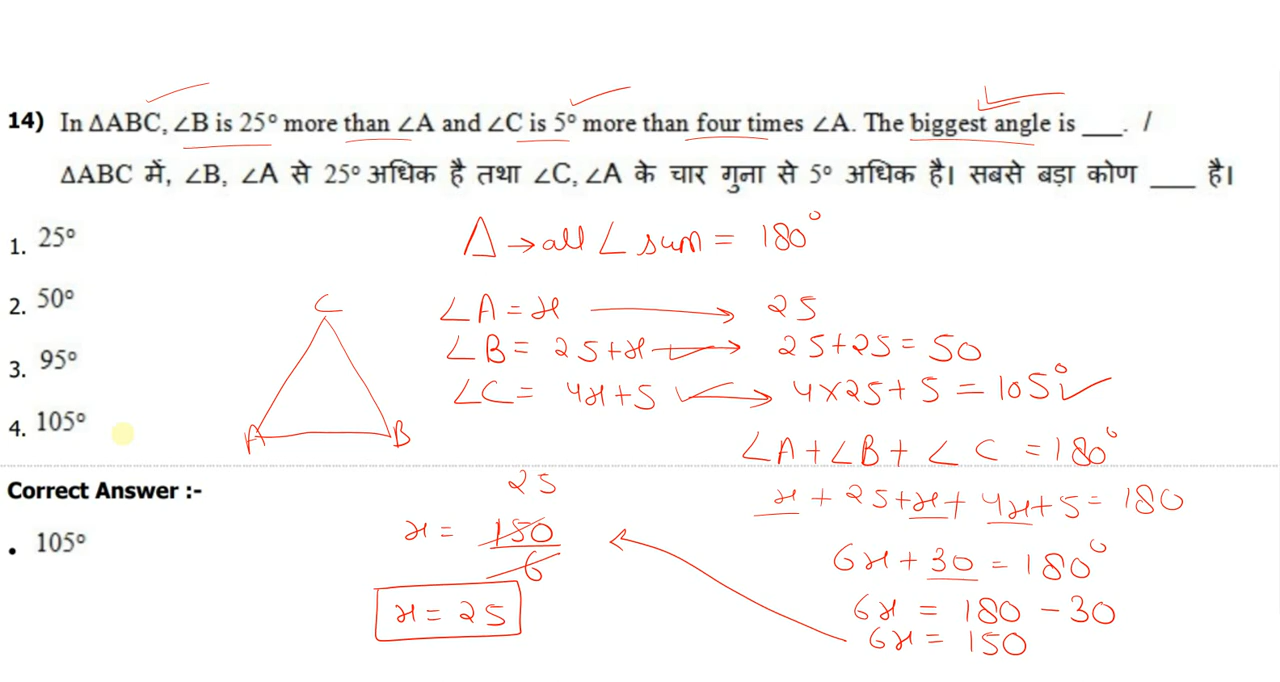 14) In ΔABC, ∠B is 25° more than ∠A and ∠C is 5° more than four times ∠A. The biggest angle is ___. /
ΔABC में, ∠B, ∠A से 25° अधिक है तथा ∠C, ∠A के चार गुना से 5° अधिक है। सबसे बड़ा कोण ___ है।
1. 25°
2. 50°
3. 95°
4. 105°
Δ → all ∠ sum = 180°
∠A = x → 25
∠B = 25+x → 25+25 = 50
∠C = 4x+5 → 4×25+5 = 105°
C
A B
∠A + ∠B + ∠C = 180°
x + 25+x + 4x+5 = 180
6x + 30 = 180°
6x = 180 - 30
6x = 150
Correct Answer :-
• 105°
25
x = 150
6
x = 25